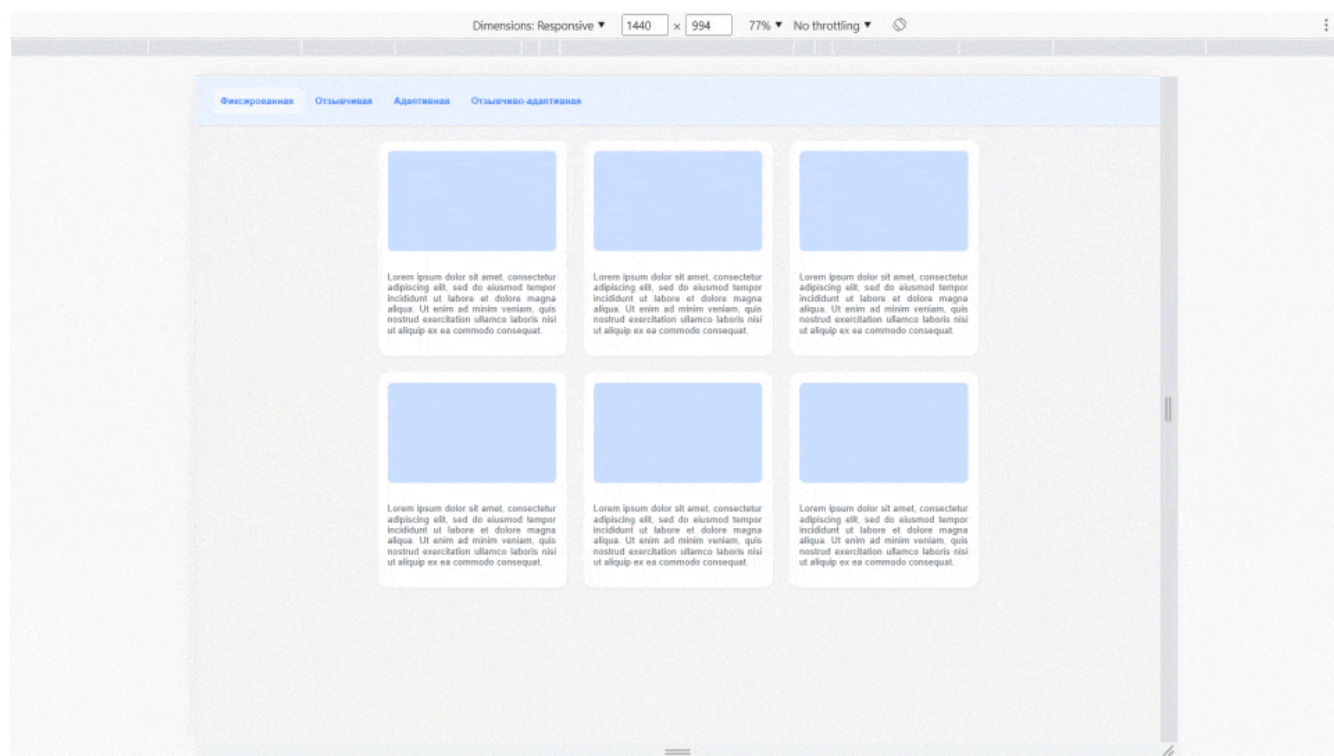 Dimensions: Responsive ▼ 1440 × 994 77% ▼ No throttling ▼
Фиксированная Отзывчивая Адаптивная Отзывчиво-адаптивная
Lorem ipsum dolor sit amet, consectetur
adipiscing elit, sed do eiusmod tempor
incididunt ut labore et dolore magna
aliqua. Ut enim ad minim veniam, quis
nostrud exercitation ullamco laboris nisi
ut aliquip ex ea commodo consequat.
Lorem ipsum dolor sit amet, consectetur
adipiscing elit, sed do eiusmod tempor
incididunt ut labore et dolore magna
aliqua. Ut enim ad minim veniam, quis
nostrud exercitation ullamco laboris nisi
ut aliquip ex ea commodo consequat.
Lorem ipsum dolor sit amet, consectetur
adipiscing elit, sed do eiusmod tempor
incididunt ut labore et dolore magna
aliqua. Ut enim ad minim veniam, quis
nostrud exercitation ullamco laboris nisi
ut aliquip ex ea commodo consequat.
Lorem ipsum dolor sit amet, consectetur
adipiscing elit, sed do eiusmod tempor
incididunt ut labore et dolore magna
aliqua. Ut enim ad minim veniam, quis
nostrud exercitation ullamco laboris nisi
ut aliquip ex ea commodo consequat.
Lorem ipsum dolor sit amet, consectetur
adipiscing elit, sed do eiusmod tempor
incididunt ut labore et dolore magna
aliqua. Ut enim ad minim veniam, quis
nostrud exercitation ullamco laboris nisi
ut aliquip ex ea commodo consequat.
Lorem ipsum dolor sit amet, consectetur
adipiscing elit, sed do eiusmod tempor
incididunt ut labore et dolore magna
aliqua. Ut enim ad minim veniam, quis
nostrud exercitation ullamco laboris nisi
ut aliquip ex ea commodo consequat.